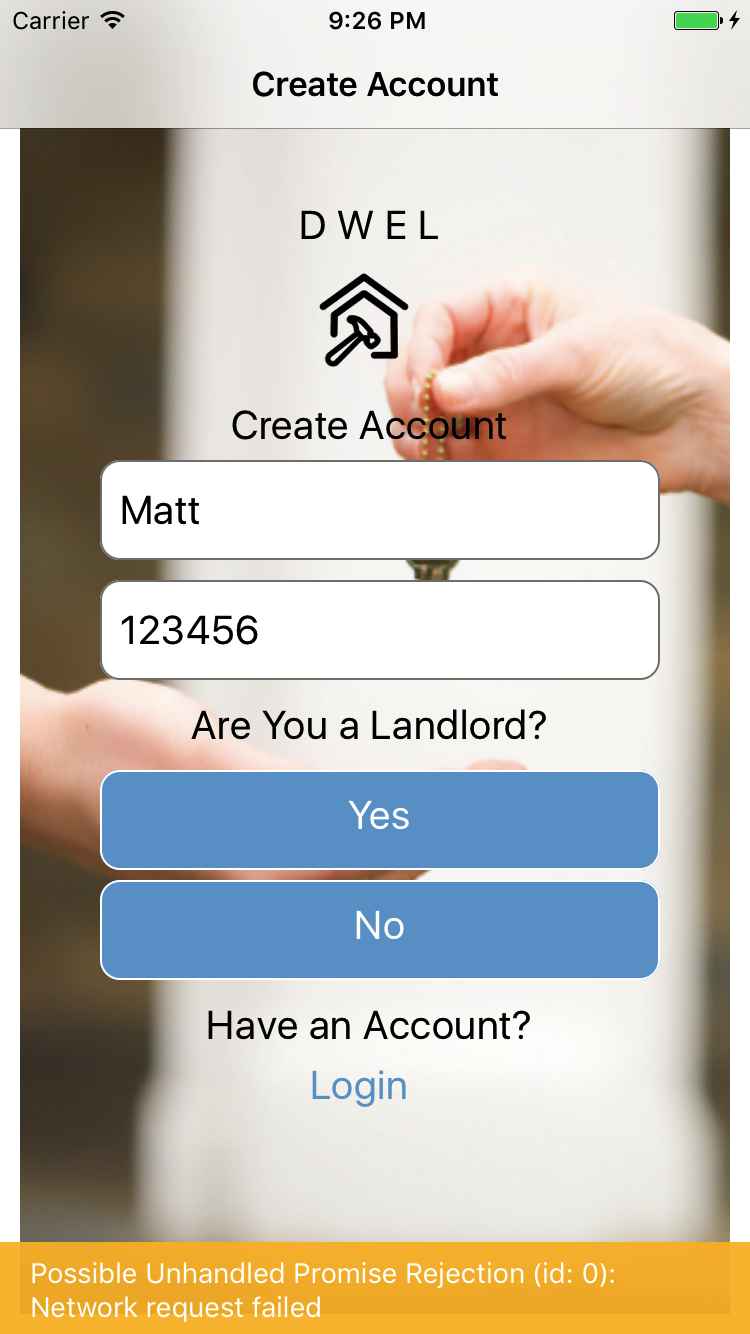 Carrier 9:26 PM
Create Account
D W E L
Create Account
Matt
123456
Are You a Landlord?
Yes
No
Have an Account?
Login
Possible Unhandled Promise Rejection (id: 0):
Network request failed